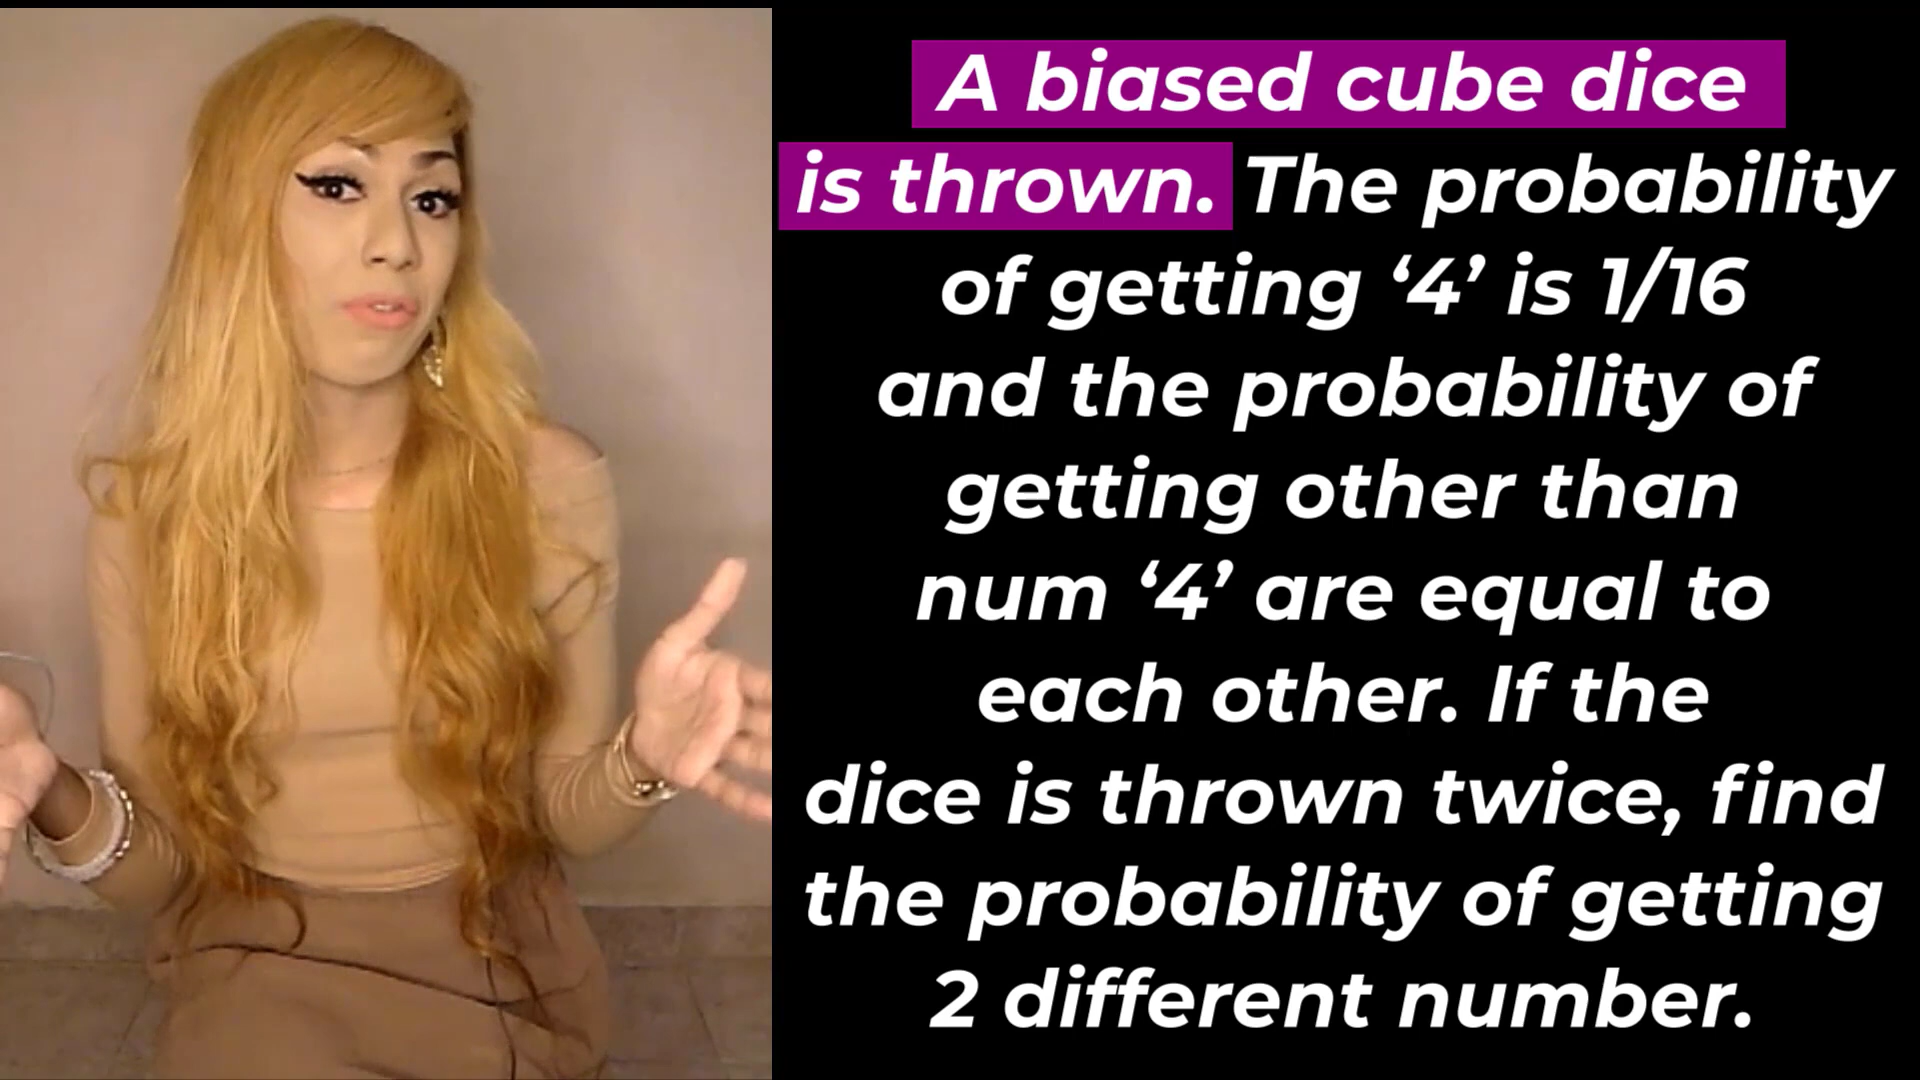 A biased cube dice
is thrown. The probability
of getting ‘4’ is 1/16
and the probability of
getting other than
num ‘4’ are equal to
each other. If the
dice is thrown twice, find
the probability of getting
2 different number.